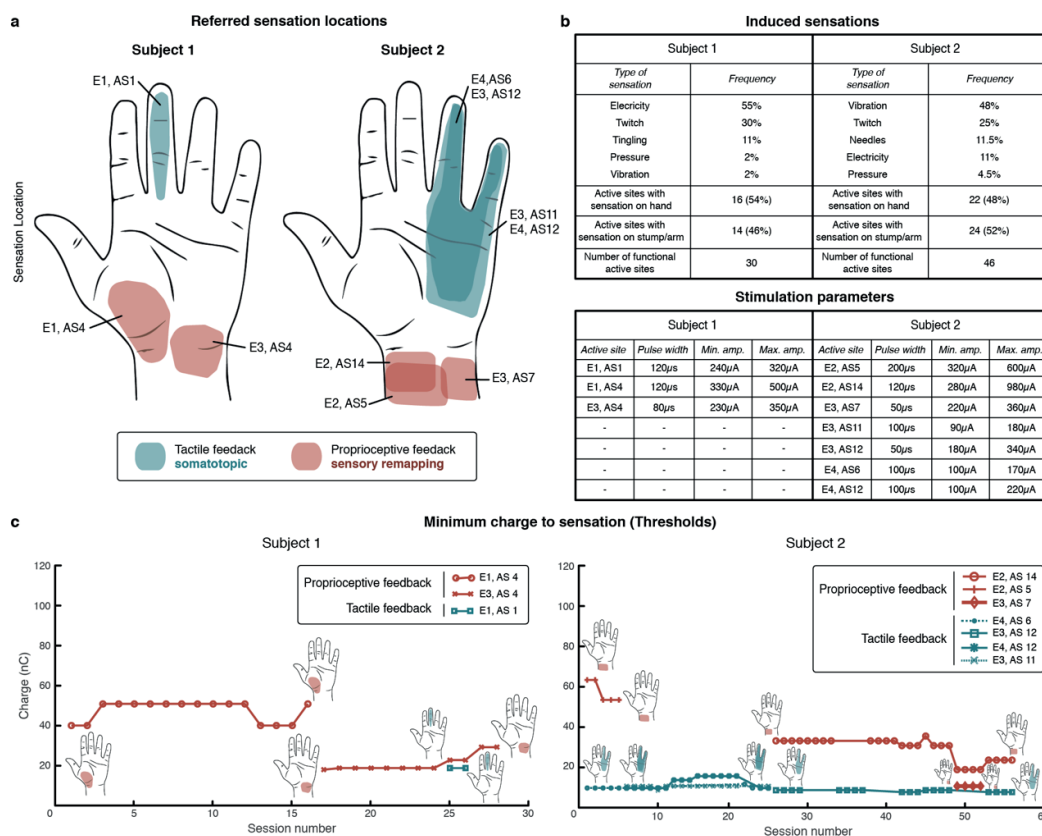 a
Referred sensation locations
Subject 1
Subject 2
E1, AS1
E4,AS6
E3, AS12
E3, AS11
E4, AS12
Sensation Location
E1, AS4
E3, AS4
E2, AS14
E2, AS5
E3, AS7
Tactile feedack
somatotopic
Proprioceptive feedack
sensory remapping
b
Induced sensations
Subject 1 Subject 2
Type of sensation Frequency Type of sensation Frequency
Elecricity 55% Vibration 48%
Twitch 30% Twitch 25%
Tingling 11% Needles 11.5%
Pressure 2% Electricity 11%
Vibration 2% Pressure 4.5%
Active sites with sensation on hand 16 (54%) Active sites with sensation on hand 22 (48%)
Active sites with sensation on stump/arm 14 (46%) Active sites with sensation on stump/arm 24 (52%)
Number of functional active sites 30 Number of functional active sites 46
Stimulation parameters
Subject 1 Subject 2
Active site Pulse width Min. amp. Max. amp. Active site Pulse width Min. amp. Max. amp.
E1, AS1 120µs 240µA 320µA E2, AS5 200µs 320µA 600µA
E1, AS4 120µs 330µA 500µA E2, AS14 120µs 280µA 980µA
E3, AS4 80µs 230µA 350µA E3, AS7 50µs 220µA 360µA
- - - - E3, AS11 100µs 90µA 180µA
- - - - E3, AS12 50µs 180µA 340µA
- - - - E4, AS6 100µs 100µA 170µA
- - - - E4, AS12 100µs 100µA 220µA
c
Minimum charge to sensation (Thresholds)
Subject 1
Charge (nC)
120
100
80
60
40
20
0 5 10 15 20 25 30
Session number
Proprioceptive feedback
E1, AS 4
E3, AS 4
Tactile feedback
E1, AS 1
Subject 2
120
100
80
60
40
20
0 10 20 30 40 50 60
Session number
Proprioceptive feedback
E2, AS 14
E2, AS 5
E3, AS 7
Tactile feedback
E4, AS 6
E3, AS 12
E4, AS 12
E3, AS 11